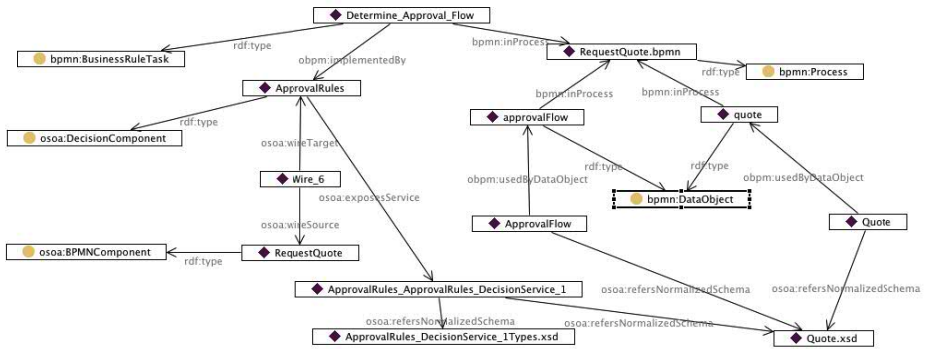 Determine_Approval_Flow
rdf:type
bpmn:inProcess
RequestQuote.bpmn
bpmn:BusinessRuleTask
obpm:implementedBy
rdf:type
bpmn:Process
ApprovalRules
bpmn:inProcess
bpmn:inProcess
approvalFlow
quote
rdf:type
osoa:DecisionComponent
osoa:wireTarget
rdf:type
rdf:type
Wire_6
obpm:usedByDataObject
obpm:usedByDataObject
osoa:exposesService
bpmn:DataObject
osoa:wireSource
ApprovalFlow
Quote
osoa:BPMNComponent
rdf:type
RequestQuote
ApprovalRules_ApprovalRules_DecisionService_1
osoa:refersNormalizedSchema
osoa:refersNormalizedSchema
osoa:refersNormalizedSchema
osoa:refersNormalizedSchema
ApprovalRules_DecisionService_1Types.xsd
Quote.xsd